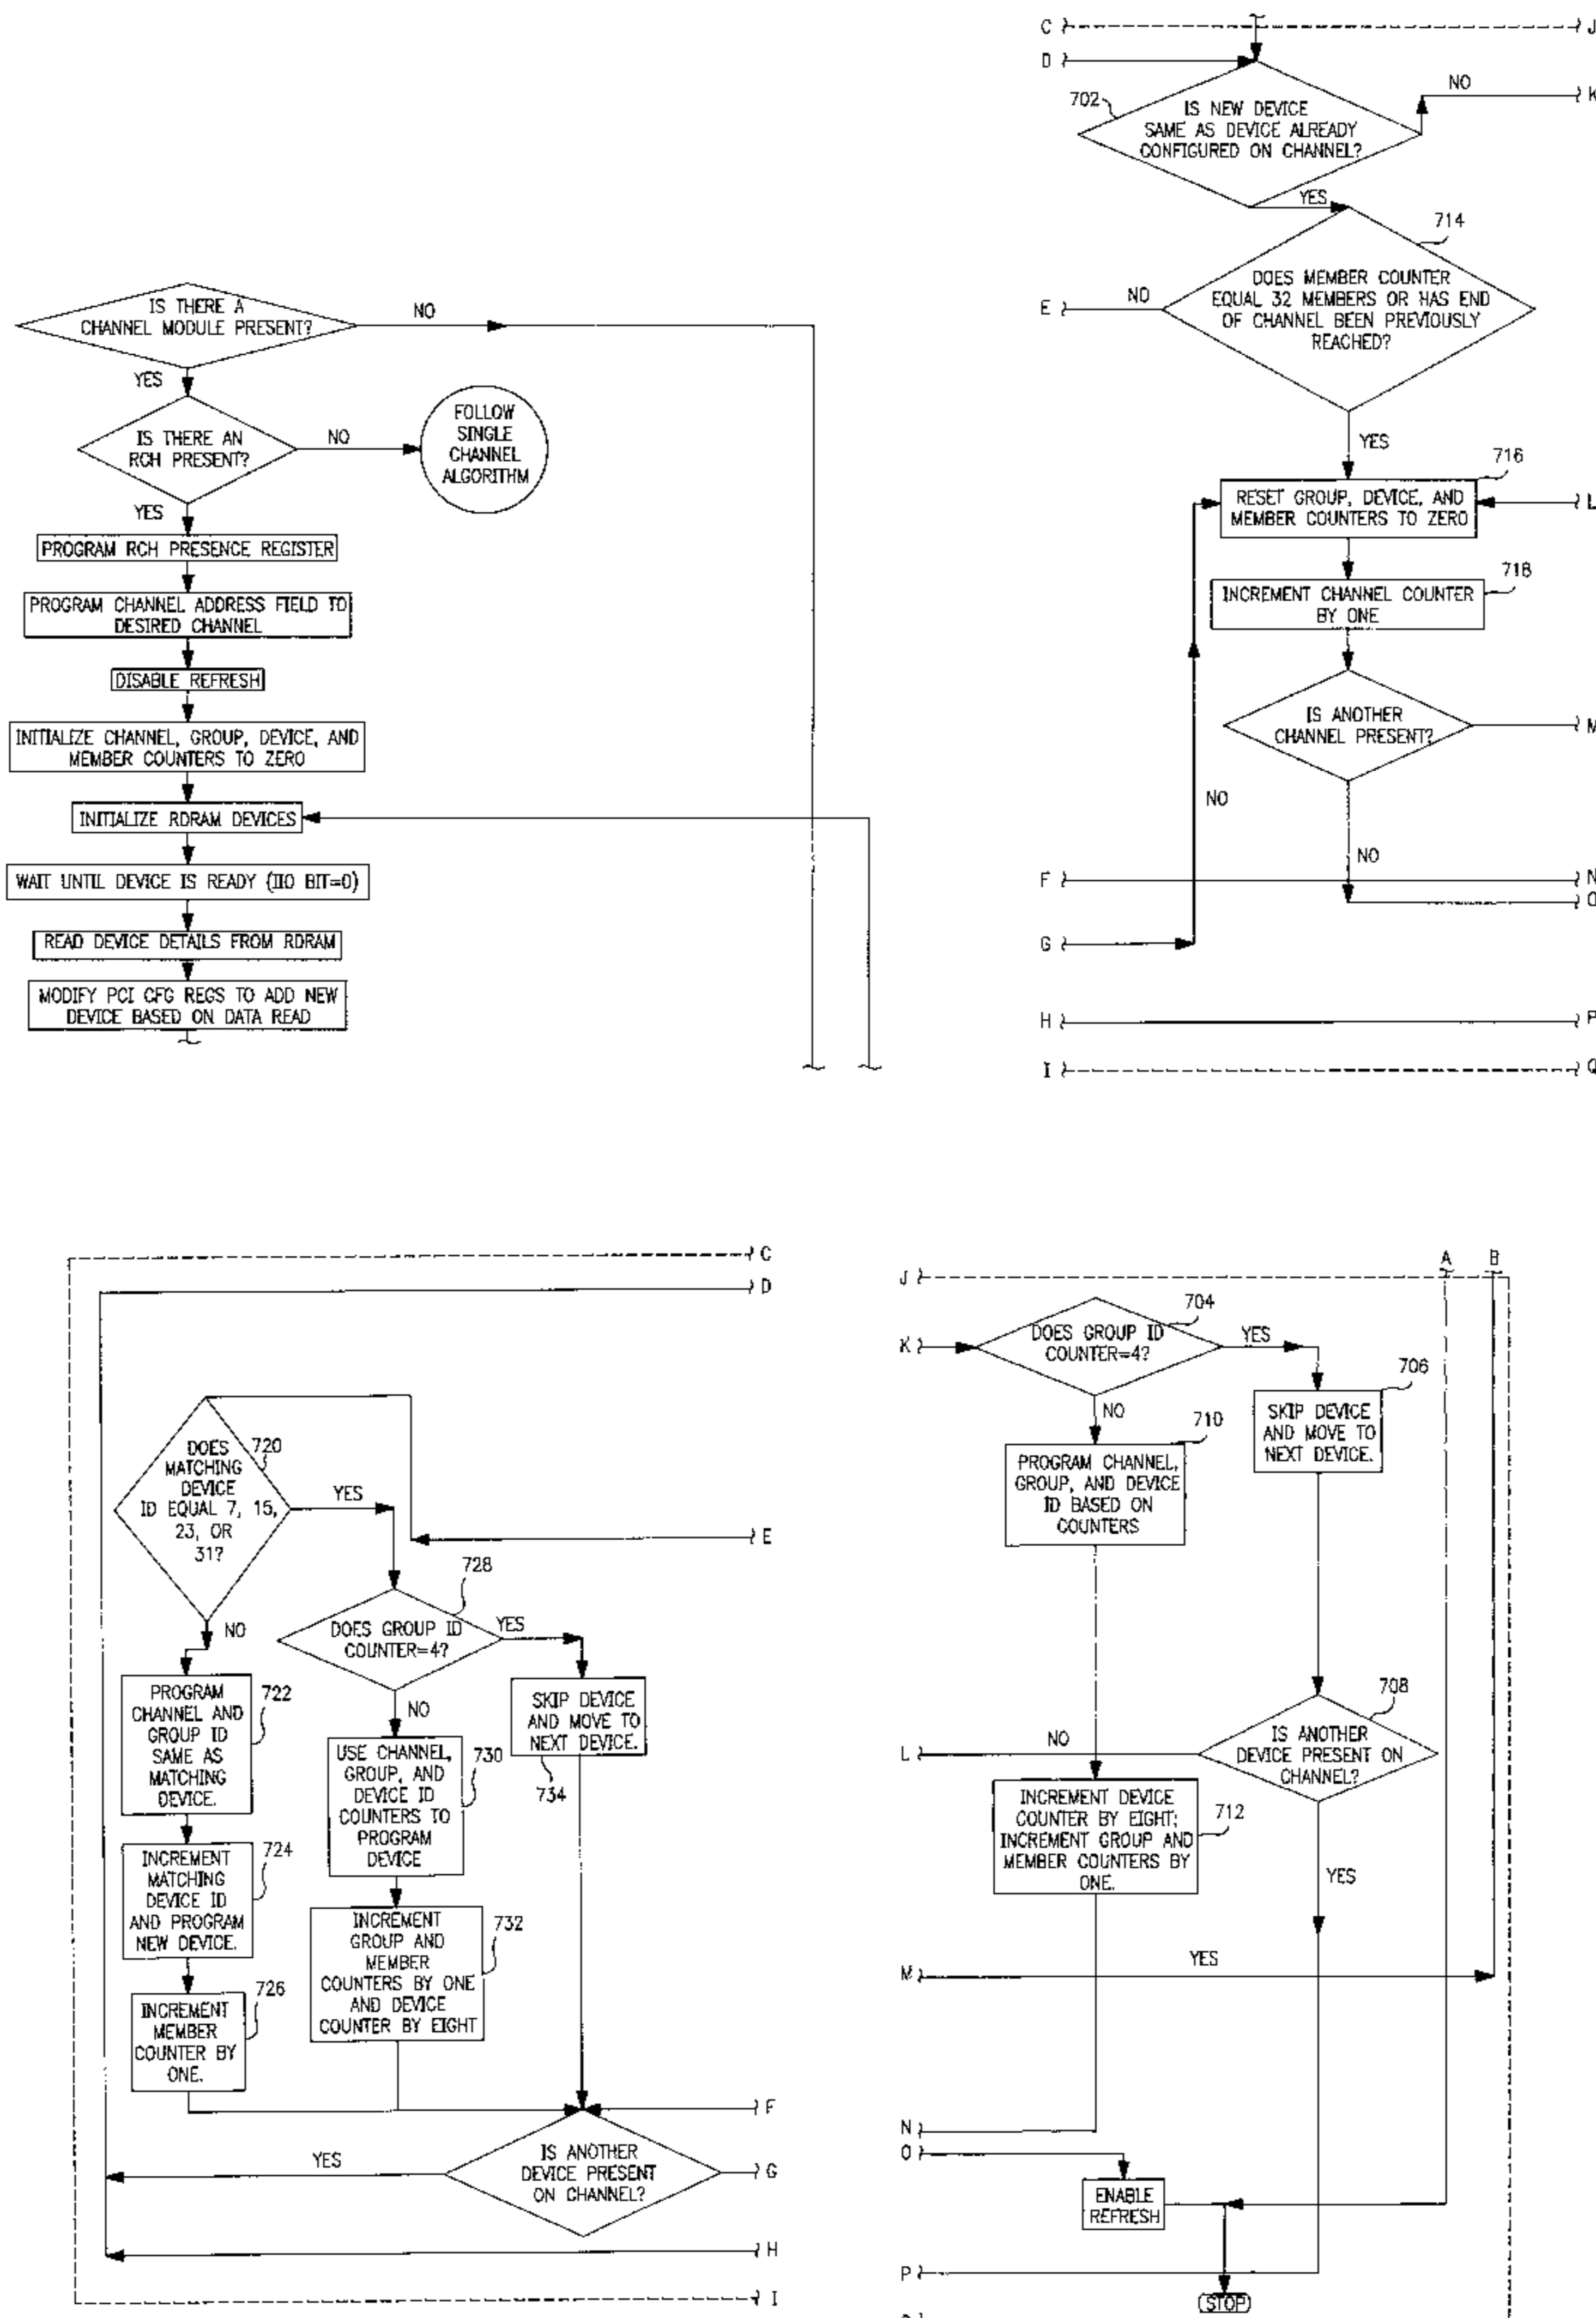 IS THERE A
CHANNEL MODULE PRESENT?
NO
YES
IS THERE AN
RCH PRESENT?
NO
FOLLOW
SINGLE
CHANNEL
ALGORITHM
YES
PROGRAM RCH PRESENCE REGISTER
PROGRAM CHANNEL ADDRESS FIELD TO
DESIRED CHANNEL
DISABLE REFRESH
INITIALIZE CHANNEL, GROUP, DEVICE, AND
MEMBER COUNTERS TO ZERO
INITIALIZE RDRAM DEVICES
WAIT UNTIL DEVICE IS READY (IIO BIT=0)
READ DEVICE DETAILS FROM RDRAM
MODIFY PCI CFG REGS TO ADD NEW
DEVICE BASED ON DATA READ
C
J
D
702
IS NEW DEVICE
SAME AS DEVICE ALREADY
CONFIGURED ON CHANNEL?
NO
K
YES
714
DOES MEMBER COUNTER
EQUAL 32 MEMBERS OR HAS END
OF CHANNEL BEEN PREVIOUSLY
REACHED?
E
NO
YES
716
RESET GROUP, DEVICE, AND
MEMBER COUNTERS TO ZERO
L
718
INCREMENT CHANNEL COUNTER
BY ONE
IS ANOTHER
CHANNEL PRESENT?
M
NO
NO
F
N
O
G
H
P
I
Q
C
D
DOES
MATCHING
DEVICE
ID EQUAL 7, 15,
23, OR
31?
720
YES
E
NO
728
DOES GROUP ID
COUNTER=4?
YES
NO
PROGRAM
CHANNEL AND
GROUP ID
SAME AS
MATCHING
DEVICE.
722
INCREMENT
MATCHING
DEVICE ID
AND PROGRAM
NEW DEVICE.
724
INCREMENT
MEMBER
COUNTER BY
ONE.
726
USE CHANNEL,
GROUP, AND
DEVICE ID
COUNTERS TO
PROGRAM
DEVICE
730
INCREMENT
GROUP AND
MEMBER
COUNTERS BY ONE
AND DEVICE
COUNTER BY EIGHT
732
SKIP DEVICE
AND MOVE TO
NEXT DEVICE.
734
F
IS ANOTHER
DEVICE PRESENT
ON CHANNEL?
YES
G
H
I
A
B
J
K
704
DOES GROUP ID
COUNTER=4?
YES
NO
706
SKIP DEVICE
AND MOVE TO
NEXT DEVICE.
710
PROGRAM CHANNEL,
GROUP, AND DEVICE
ID BASED ON
COUNTERS
708
IS ANOTHER
DEVICE PRESENT ON
CHANNEL?
L
NO
YES
INCREMENT DEVICE
COUNTER BY EIGHT;
INCREMENT GROUP AND
MEMBER COUNTERS BY
ONE.
712
M
YES
N
O
ENABLE
REFRESH
P
STOP